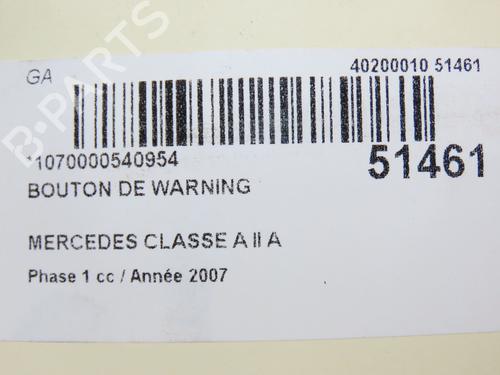 GA
40200010 51461
*1070000540954
51461
BOUTON DE WARNING
MERCEDES CLASSE A II A
Phase 1 cc / Année 2007
B-PARTS